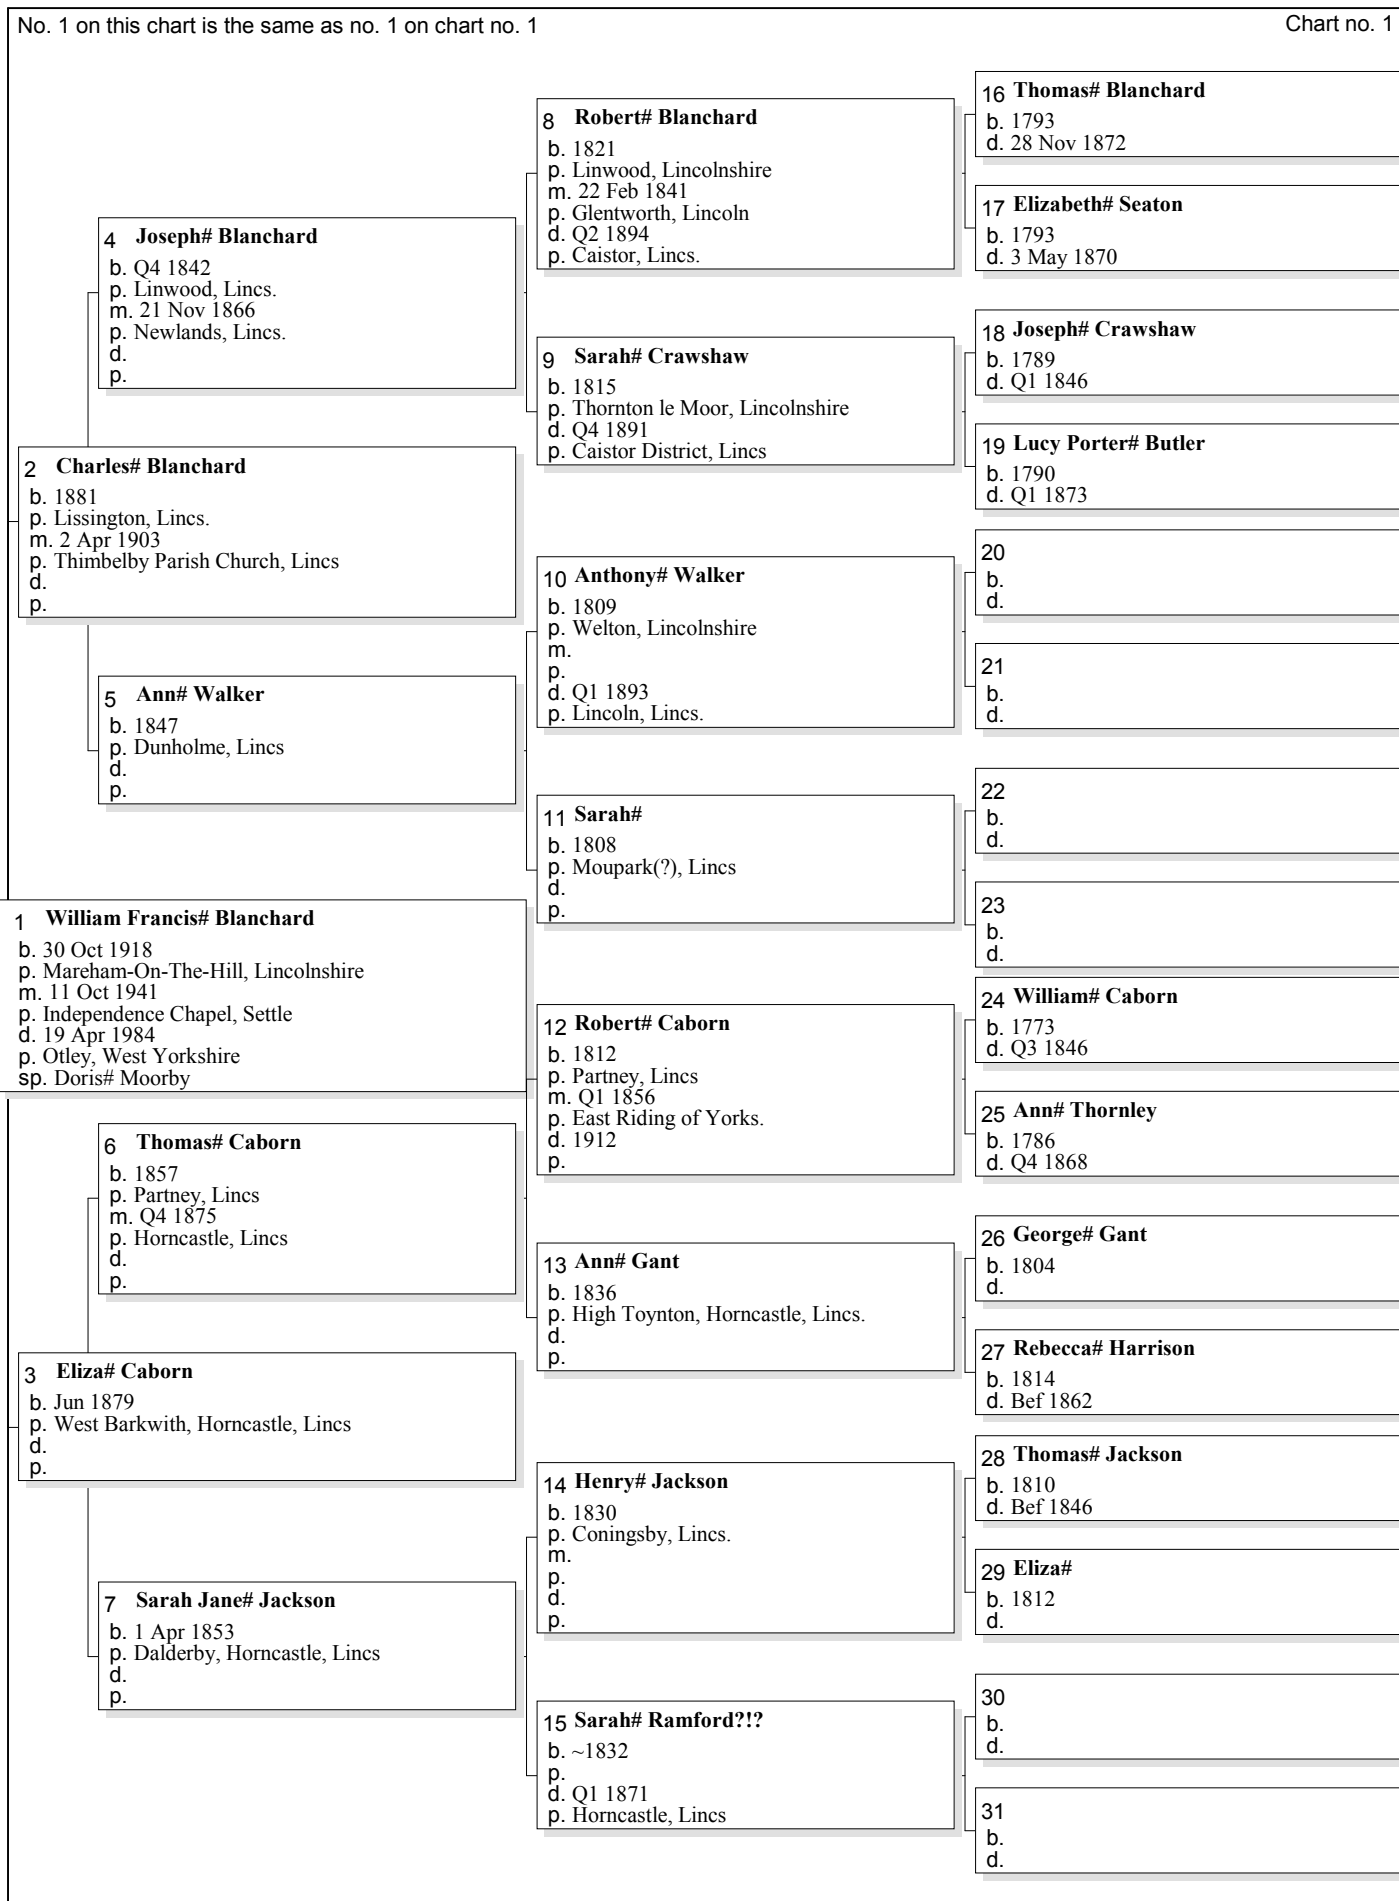 No. 1 on this chart is the same as no. 1 on chart no. 1
Chart no. 1
16 Thomas# Blanchard
b. 1793
d. 28 Nov 1872
8 Robert# Blanchard
b. 1821
p. Linwood, Lincolnshire
m. 22 Feb 1841
p. Glentworth, Lincoln
d. Q2 1894
p. Caistor, Lincs.
17 Elizabeth# Seaton
b. 1793
d. 3 May 1870
4 Joseph# Blanchard
b. Q4 1842
p. Linwood, Lincs.
m. 21 Nov 1866
p. Newlands, Lincs.
d.
p.
18 Joseph# Crawshaw
b. 1789
d. Q1 1846
9 Sarah# Crawshaw
b. 1815
p. Thornton le Moor, Lincolnshire
d. Q4 1891
p. Caistor District, Lincs
19 Lucy Porter# Butler
b. 1790
d. Q1 1873
2 Charles# Blanchard
b. 1881
p. Lissington, Lincs.
m. 2 Apr 1903
p. Thimbelby Parish Church, Lincs
d.
p.
20
b.
d.
10 Anthony# Walker
b. 1809
p. Welton, Lincolnshire
m.
p.
d. Q1 1893
p. Lincoln, Lincs.
21
b.
d.
5 Ann# Walker
b. 1847
p. Dunholme, Lincs
d.
p.
22
b.
d.
11 Sarah#
b. 1808
p. Moupark(?), Lincs
d.
p.
23
b.
d.
1 William Francis# Blanchard
b. 30 Oct 1918
p. Mareham-On-The-Hill, Lincolnshire
m. 11 Oct 1941
p. Independence Chapel, Settle
d. 19 Apr 1984
p. Otley, West Yorkshire
sp. Doris# Moorby
24 William# Caborn
b. 1773
d. Q3 1846
12 Robert# Caborn
b. 1812
p. Partney, Lincs
m. Q1 1856
p. East Riding of Yorks.
d. 1912
p.
25 Ann# Thornley
b. 1786
d. Q4 1868
6 Thomas# Caborn
b. 1857
p. Partney, Lincs
m. Q4 1875
p. Horncastle, Lincs
d.
p.
26 George# Gant
b. 1804
d.
13 Ann# Gant
b. 1836
p. High Toynton, Horncastle, Lincs.
d.
p.
27 Rebecca# Harrison
b. 1814
d. Bef 1862
3 Eliza# Caborn
b. Jun 1879
p. West Barkwith, Horncastle, Lincs
d.
p.
28 Thomas# Jackson
b. 1810
d. Bef 1846
14 Henry# Jackson
b. 1830
p. Coningsby, Lincs.
m.
p.
d.
p.
29 Eliza#
b. 1812
d.
7 Sarah Jane# Jackson
b. 1 Apr 1853
p. Dalderby, Horncastle, Lincs
d.
p.
30
b.
d.
15 Sarah# Ramford?!?
b. ~1832
p.
d. Q1 1871
p. Horncastle, Lincs
31
b.
d.